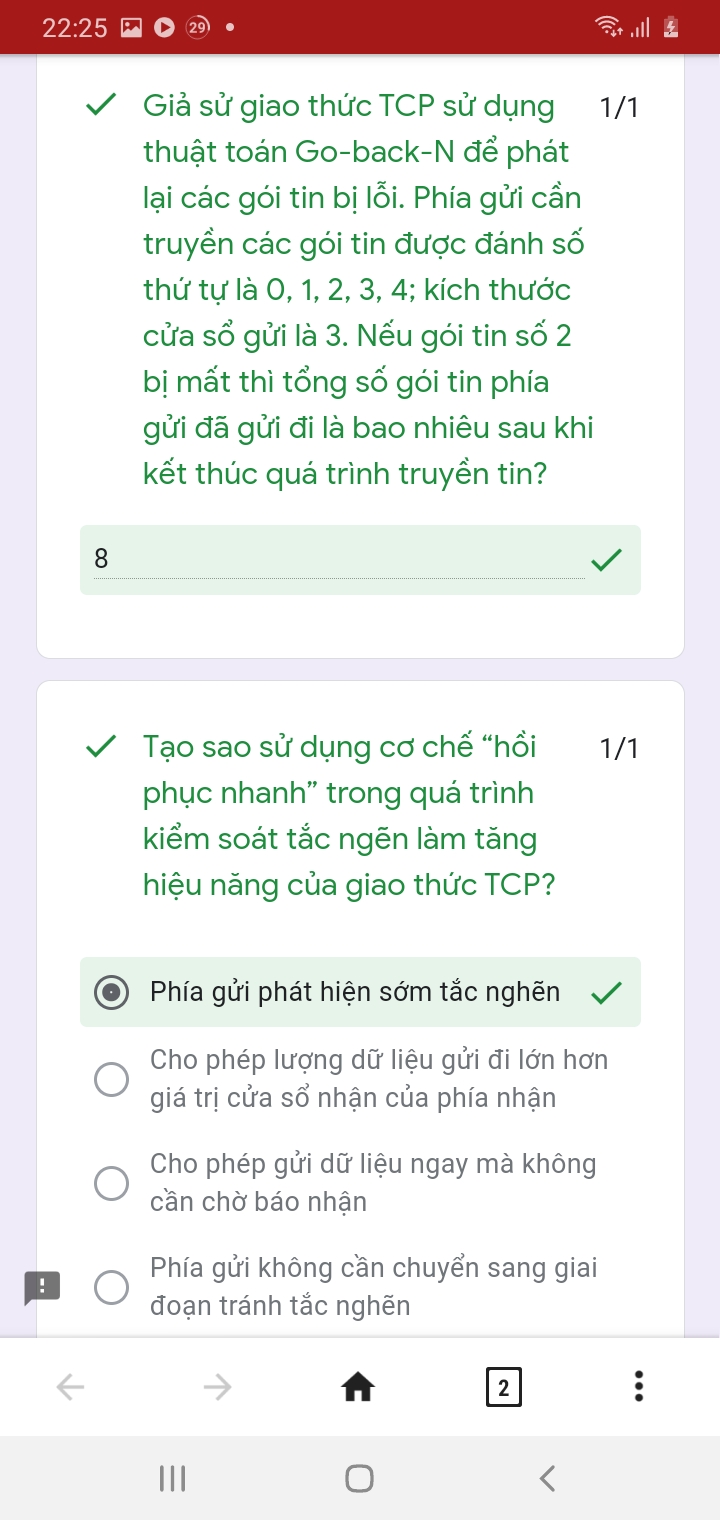 22:25
29
Giả sử giao thức TCP sử dụng
1/1
thuật toán Go-back-N để phát
lại các gói tin bị lỗi. Phía gửi cần
truyền các gói tin được đánh số
thứ tự là 0, 1, 2, 3, 4; kích thước
cửa sổ gửi là 3. Nếu gói tin số 2
bị mất thì tổng số gói tin phía
gửi đã gửi đi là bao nhiêu sau khi
kết thúc quá trình truyền tin?
8
Tạo sao sử dụng cơ chế “hồi
1/1
phục nhanh” trong quá trình
kiểm soát tắc ngẽn làm tăng
hiệu năng của giao thức TCP?
Phía gửi phát hiện sớm tắc nghẽn
Cho phép lượng dữ liệu gửi đi lớn hơn
giá trị cửa sổ nhận của phía nhận
Cho phép gửi dữ liệu ngay mà không
cần chờ báo nhận
Phía gửi không cần chuyển sang giai
đoạn tránh tắc nghẽn
2